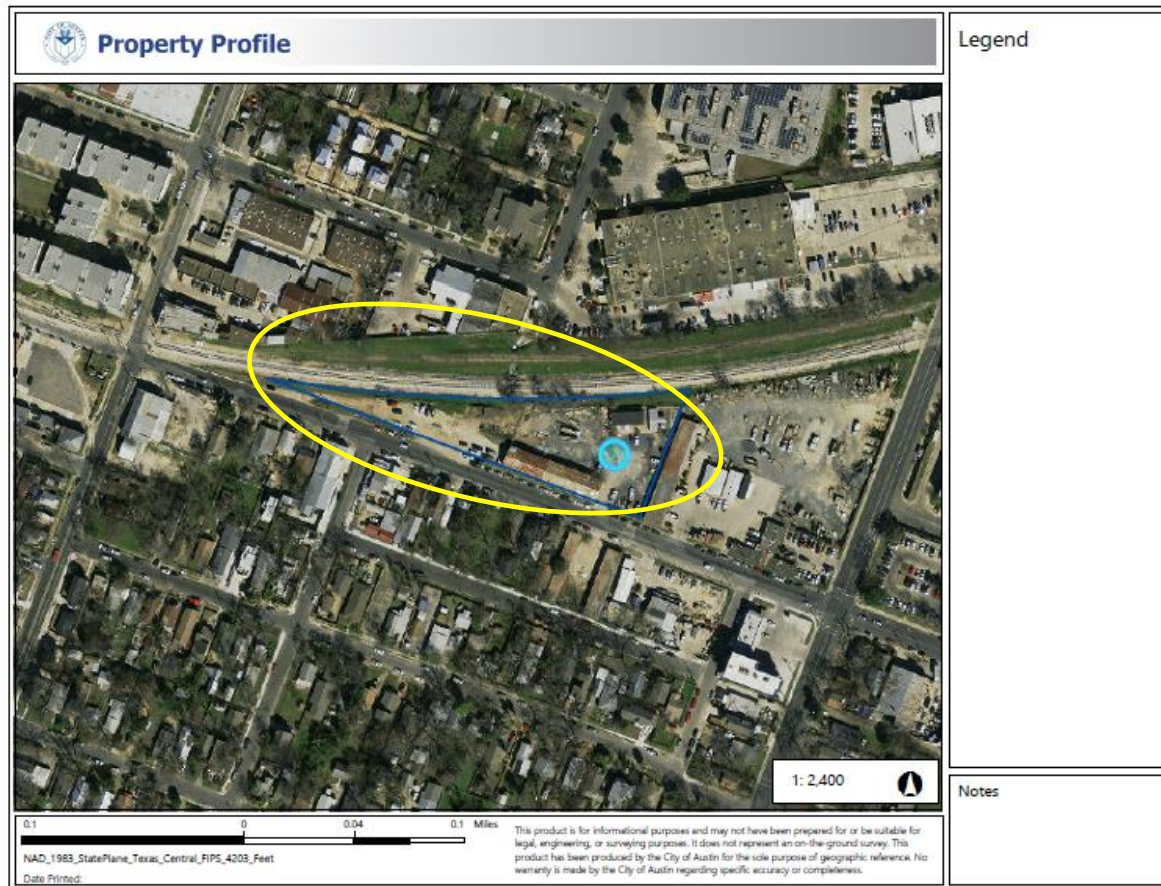 Property Profile
Legend
1: 2,400
Notes
0.1
0
0.04
0.1
Miles
NAD_1983_StatePlane_Texas_Central_FIPS_4203_Feet
Date Printed:
This product is for informational purposes and may not have been prepared for or be suitable for
legal, engineering, or surveying purposes. It does not represent an on-the-ground survey. This
product has been produced by the City of Austin for the sole purpose of geographic reference. No
warranty is made by the City of Austin regarding specific accuracy or completeness.